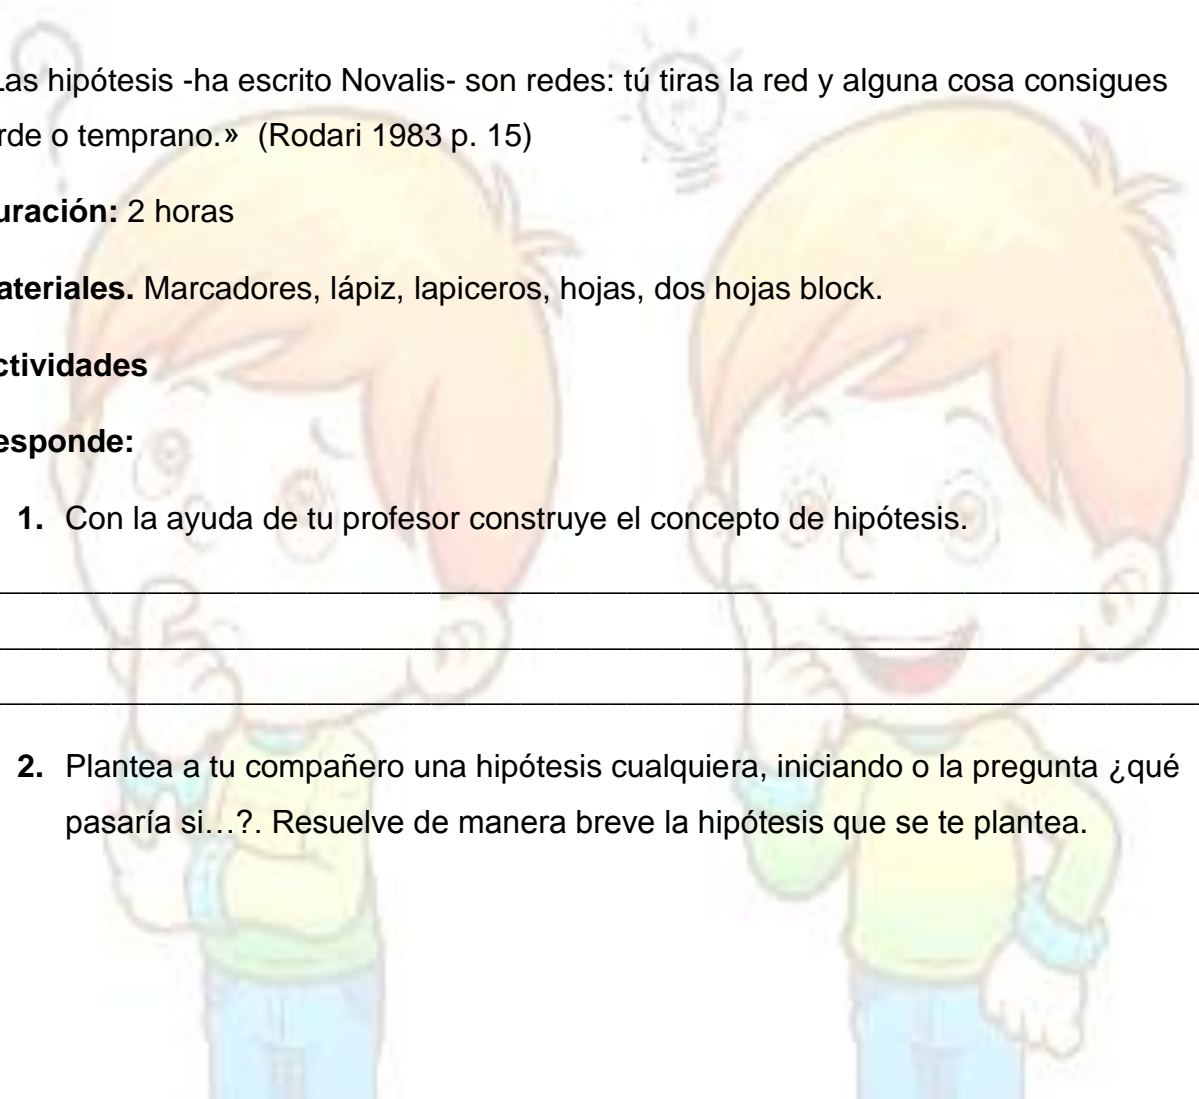 Las hipótesis -ha escrito Novalis- son redes: tú tiras la red y alguna cosa consigues
rde o temprano.» (Rodari 1983 p. 15)
uración: 2 horas
ateriales. Marcadores, lápiz, lapiceros, hojas, dos hojas block.
ctividades
esponde:
1. Con la ayuda de tu profesor construye el concepto de hipótesis.
2. Plantea a tu compañero una hipótesis cualquiera, iniciando o la pregunta ¿qué
pasaría si…?. Resuelve de manera breve la hipótesis que se te plantea.